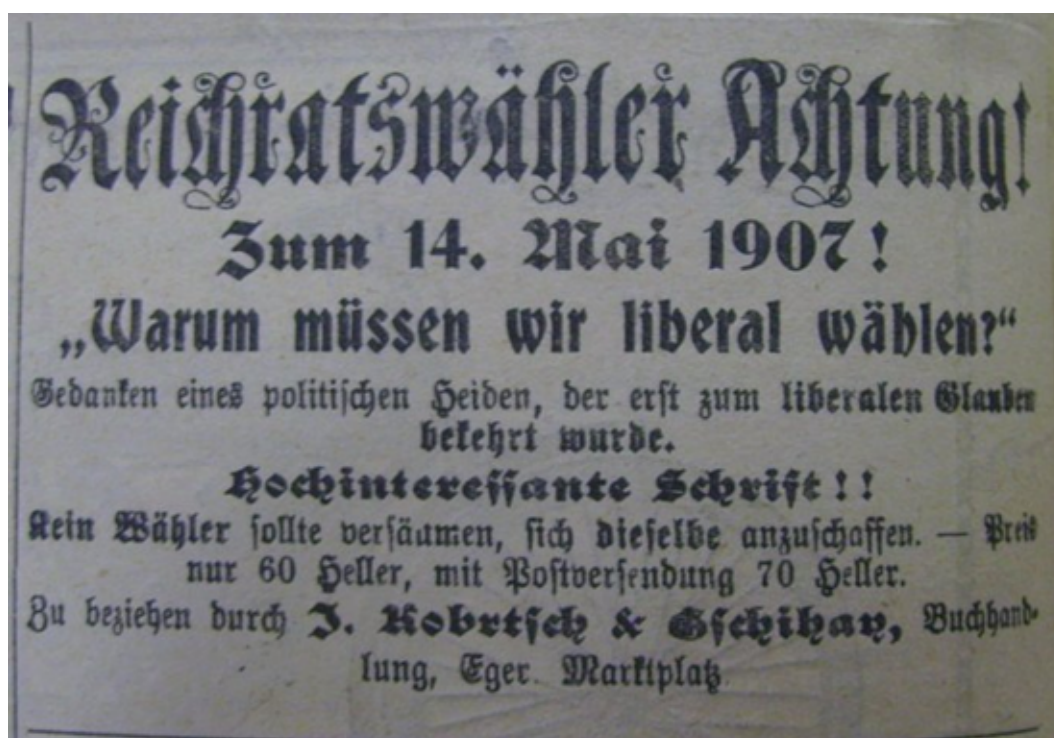 Reichratswähler Achtung!
Zum 14. Mai 1907!
„Warum müssen wir liberal wählen?“
Gedanken eines politischen Heiden, der erst zum liberalen Glauben
bekehrt wurde.
Hochinteressante Schrift!!
Kein Wähler sollte versäumen, sich dieselbe anzuschaffen. — Preis
nur 60 Heller, mit Postversendung 70 Heller.
Zu beziehen durch J. Kobrtsch & Gschihay, Buchhand-
lung, Eger. Marktplatz